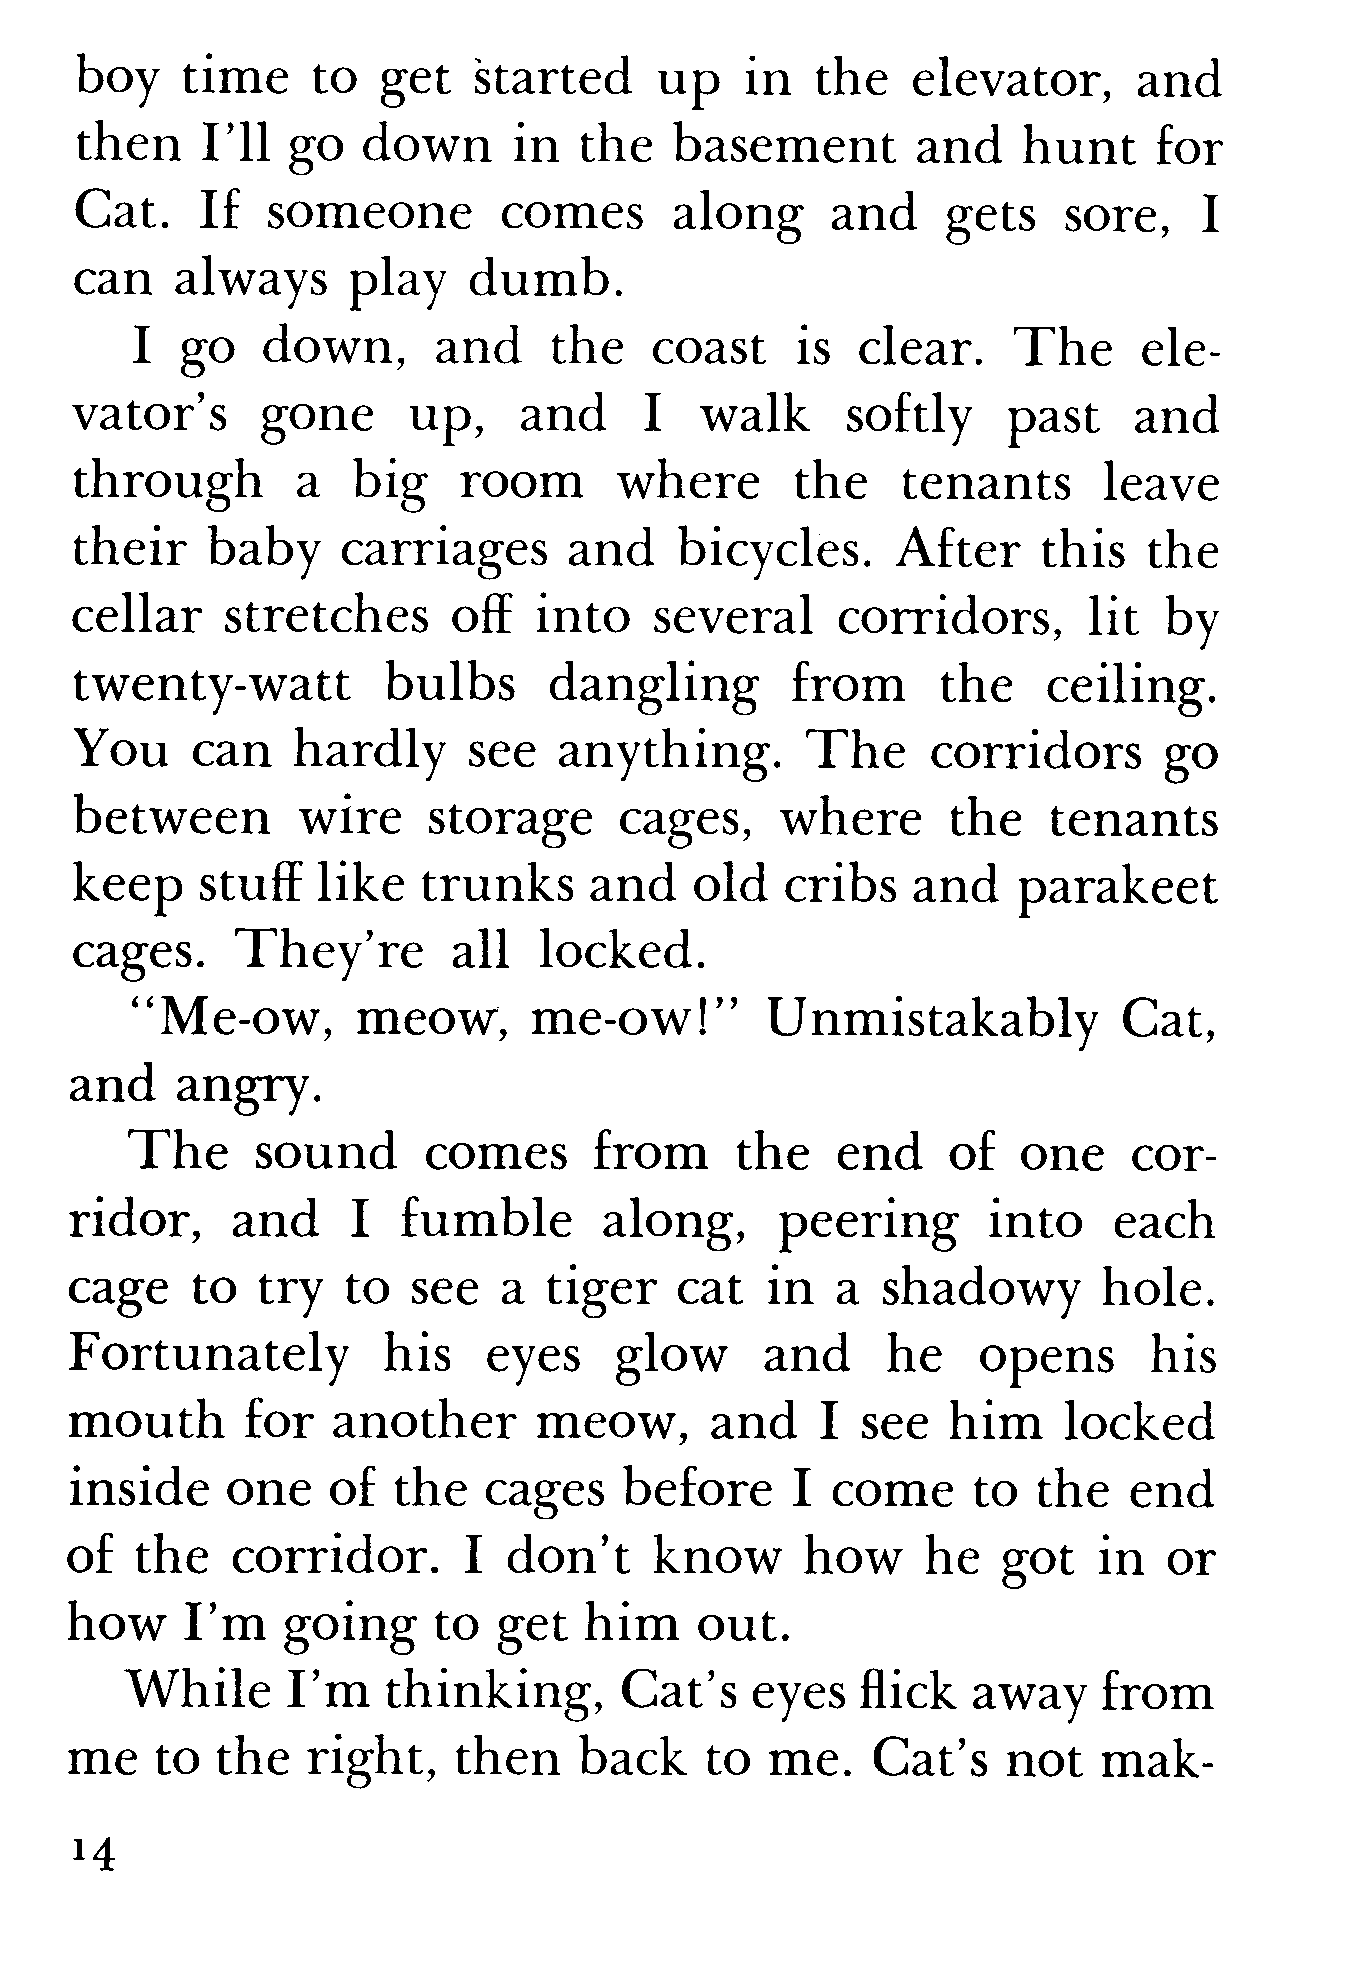 boy time to get started up in the elevator, and
then I’ll go down in the basement and hunt for
Cat. If someone comes along and gets sore, I
can always play dumb.
I go down, and the coast is clear. The ele-
vator’s gone up, and I walk softly past and
through a big room where the tenants leave
their baby carriages and bicycles. After this the
cellar stretches off into several corridors, lit by
twenty-watt bulbs dangling from the ceiling.
You can hardly see anything. The corridors go
between wire storage cages, where the tenants
keep stuff like trunks and old cribs and parakeet
cages. They’re all locked.
“Me-ow, meow, me-ow!” Unmistakably Cat,
and angry.
The sound comes from the end of one cor-
ridor, and I fumble along, peering into each
cage to try to see a tiger cat in a shadowy hole.
Fortunately his eyes glow and he opens his
mouth for another meow, and I see him locked
inside one of the cages before I come to the end
of the corridor. I don’t know how he got in or
how I’m going to get him out.
While I’m thinking, Cat’s eyes flick away from
me to the right, then back to me. Cat’s not mak-
14